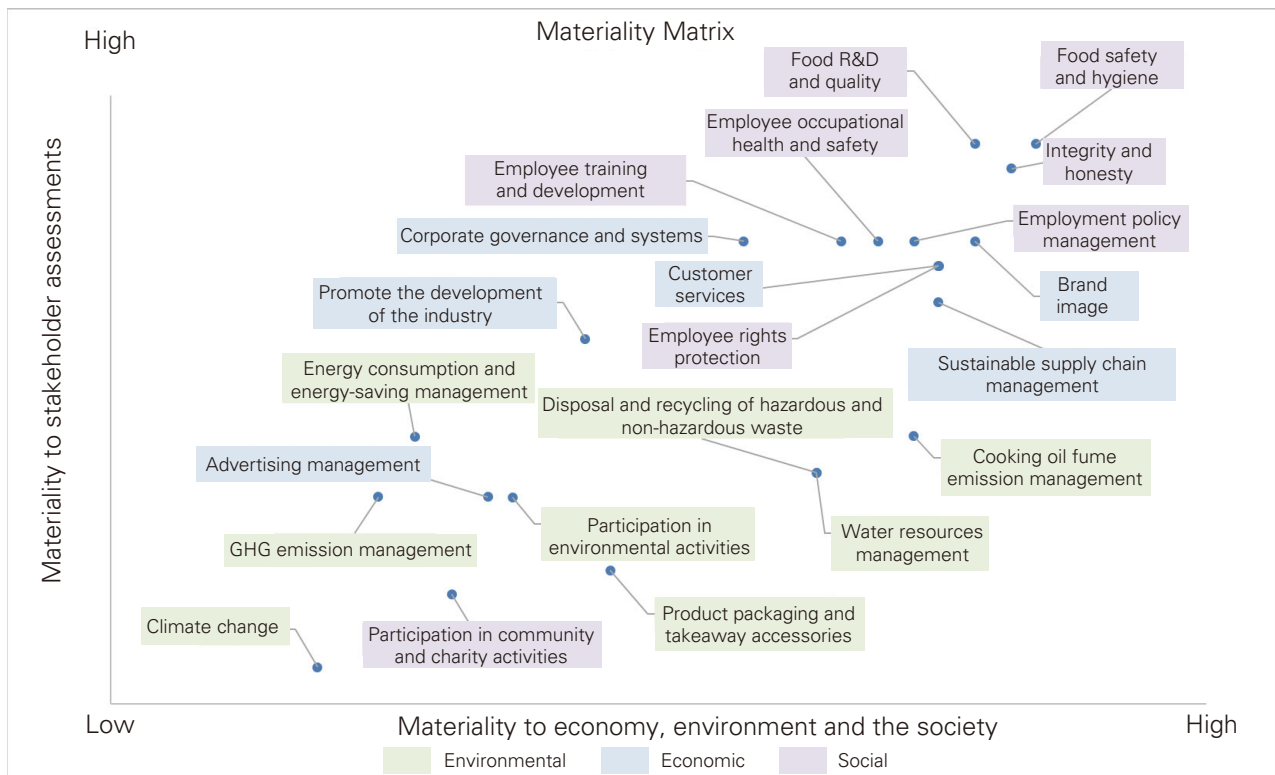 Materiality Matrix
High
Food R&D
and quality
Food safety
and hygiene
Employee occupational
health and safety
Integrity and
honesty
Employee training
and development
Employment policy
management
Corporate governance and systems
Customer
services
Brand
image
Promote the development
of the industry
Employee rights
protection
Sustainable supply chain
management
Energy consumption and
energy-saving management
Disposal and recycling of hazardous and
non-hazardous waste
Advertising management
Cooking oil fume
emission management
GHG emission management
Participation in
environmental activities
Water resources
management
Climate change
Participation in community
and charity activities
Product packaging and
takeaway accessories
Materiality to stakeholder assessments
Low
Materiality to economy, environment and the society
High
Environmental
Economic
Social